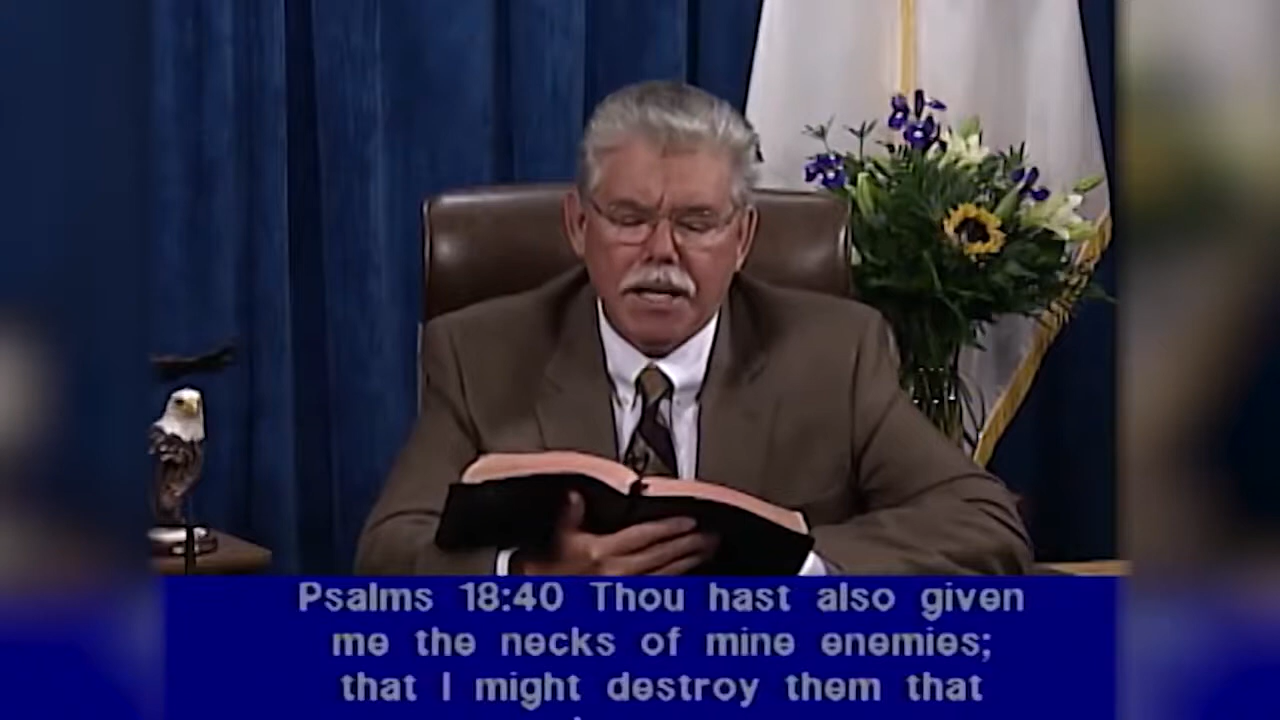 Psalms 18:40 Thou hast also given
me the necks of mine enemies;
that I might destroy them that